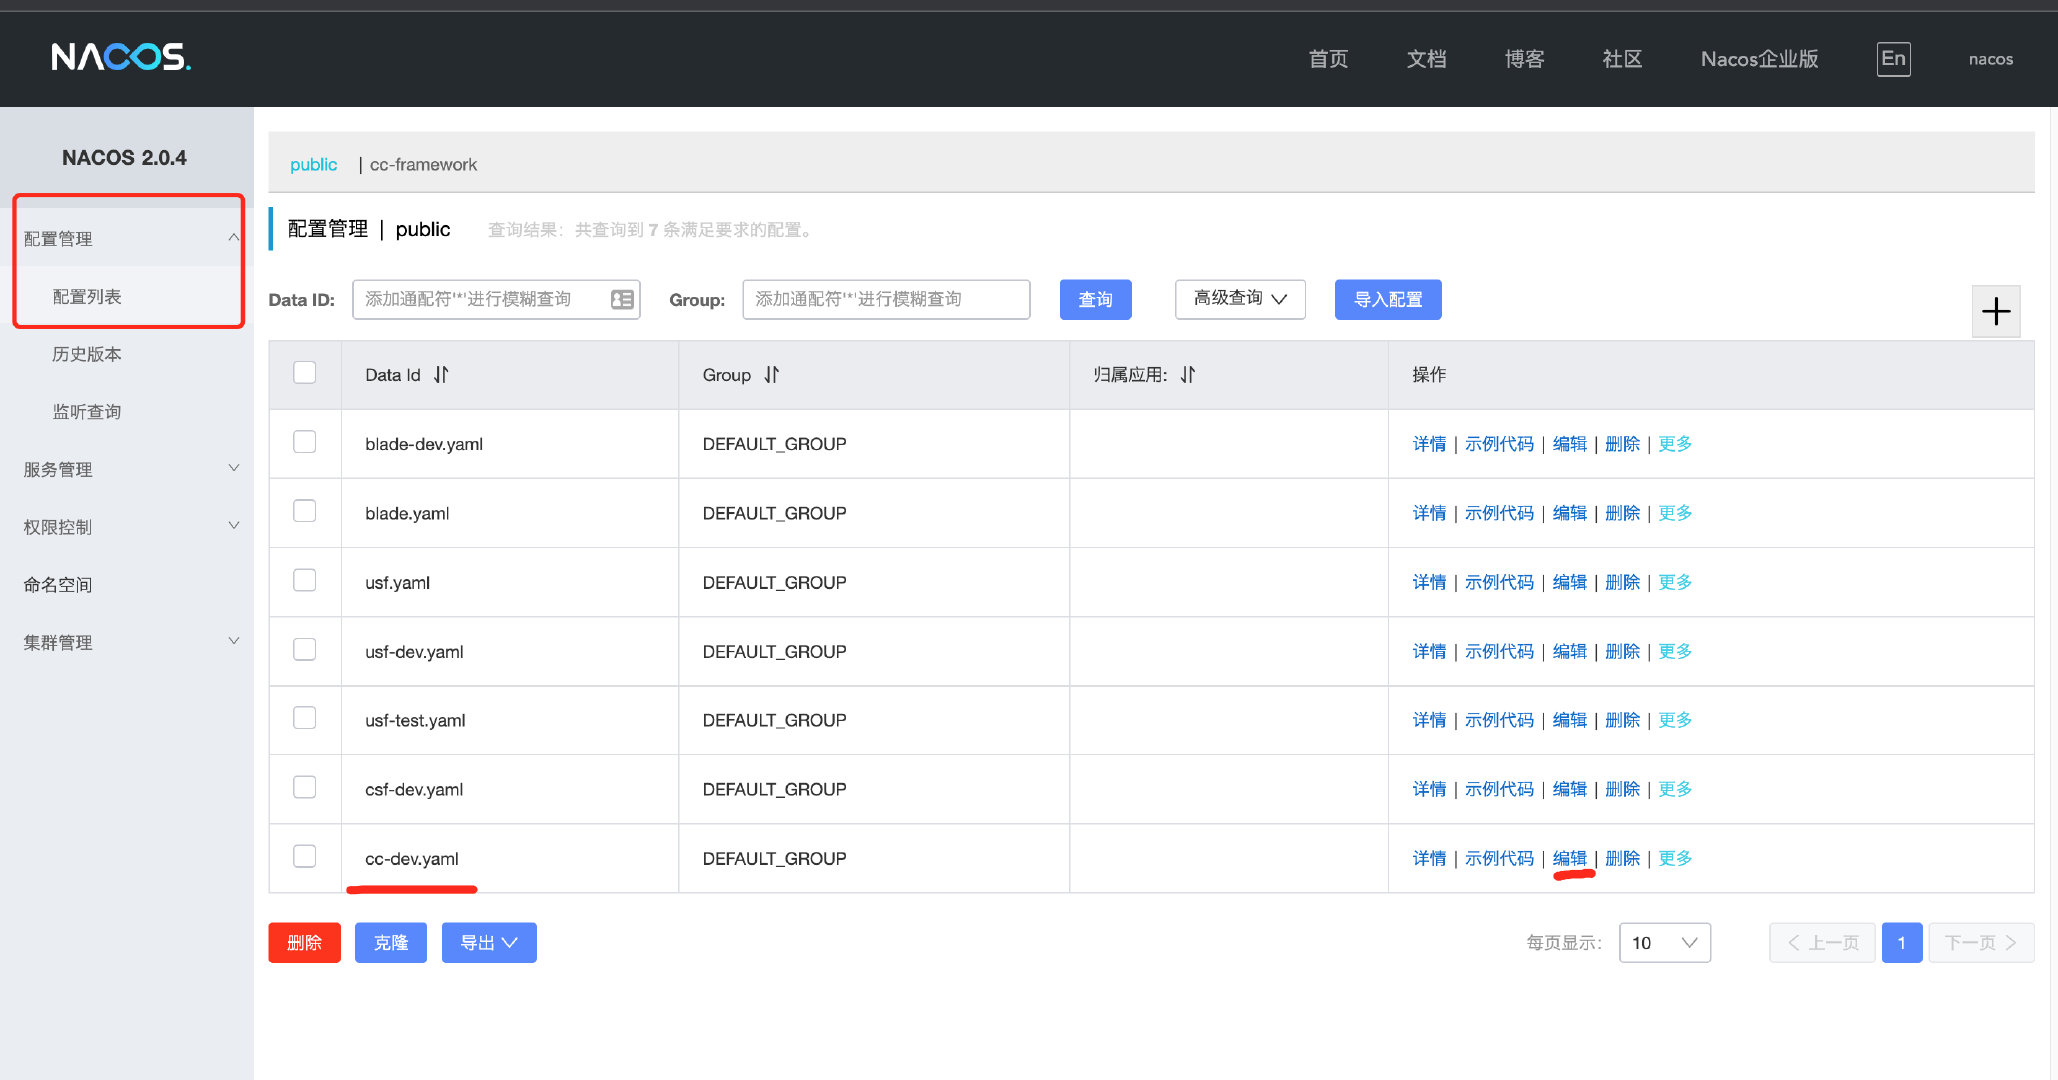 NACOS.
首页 文档 博客 社区 Nacos企业版 En nacos
NACOS 2.0.4
配置管理
配置列表
历史版本
监听查询
服务管理
权限控制
命名空间
集群管理
public | cc-framework
配置管理 | public 查询结果：共查询到 7 条满足要求的配置。
Data ID: 添加通配符'*'进行模糊查询 Group: 添加通配符'*'进行模糊查询 查询 高级查询 导入配置
Data Id Group 归属应用: 操作
blade-dev.yaml DEFAULT_GROUP 详情 | 示例代码 | 编辑 | 删除 | 更多
blade.yaml DEFAULT_GROUP 详情 | 示例代码 | 编辑 | 删除 | 更多
usf.yaml DEFAULT_GROUP 详情 | 示例代码 | 编辑 | 删除 | 更多
usf-dev.yaml DEFAULT_GROUP 详情 | 示例代码 | 编辑 | 删除 | 更多
usf-test.yaml DEFAULT_GROUP 详情 | 示例代码 | 编辑 | 删除 | 更多
csf-dev.yaml DEFAULT_GROUP 详情 | 示例代码 | 编辑 | 删除 | 更多
cc-dev.yaml DEFAULT_GROUP 详情 | 示例代码 | 编辑 | 删除 | 更多
删除 克隆 导出 每页显示: 10 上一页 1 下一页